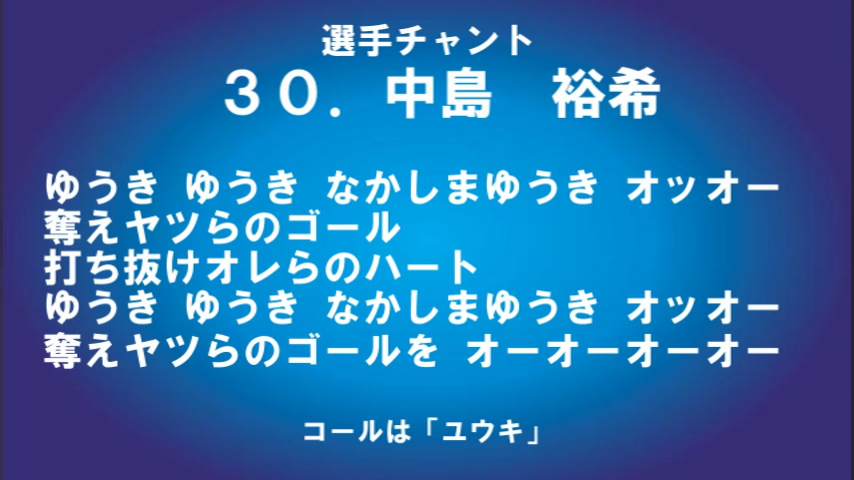 選手チャント
30. 中島 裕希
ゆうき ゆうき なかしまゆうき オッオー
奪えヤツらのゴール
打ち抜けオレらのハート
ゆうき ゆうき なかしまゆうき オッオー
奪えヤツらのゴールを オーオーオーオー
コールは「ユウキ」